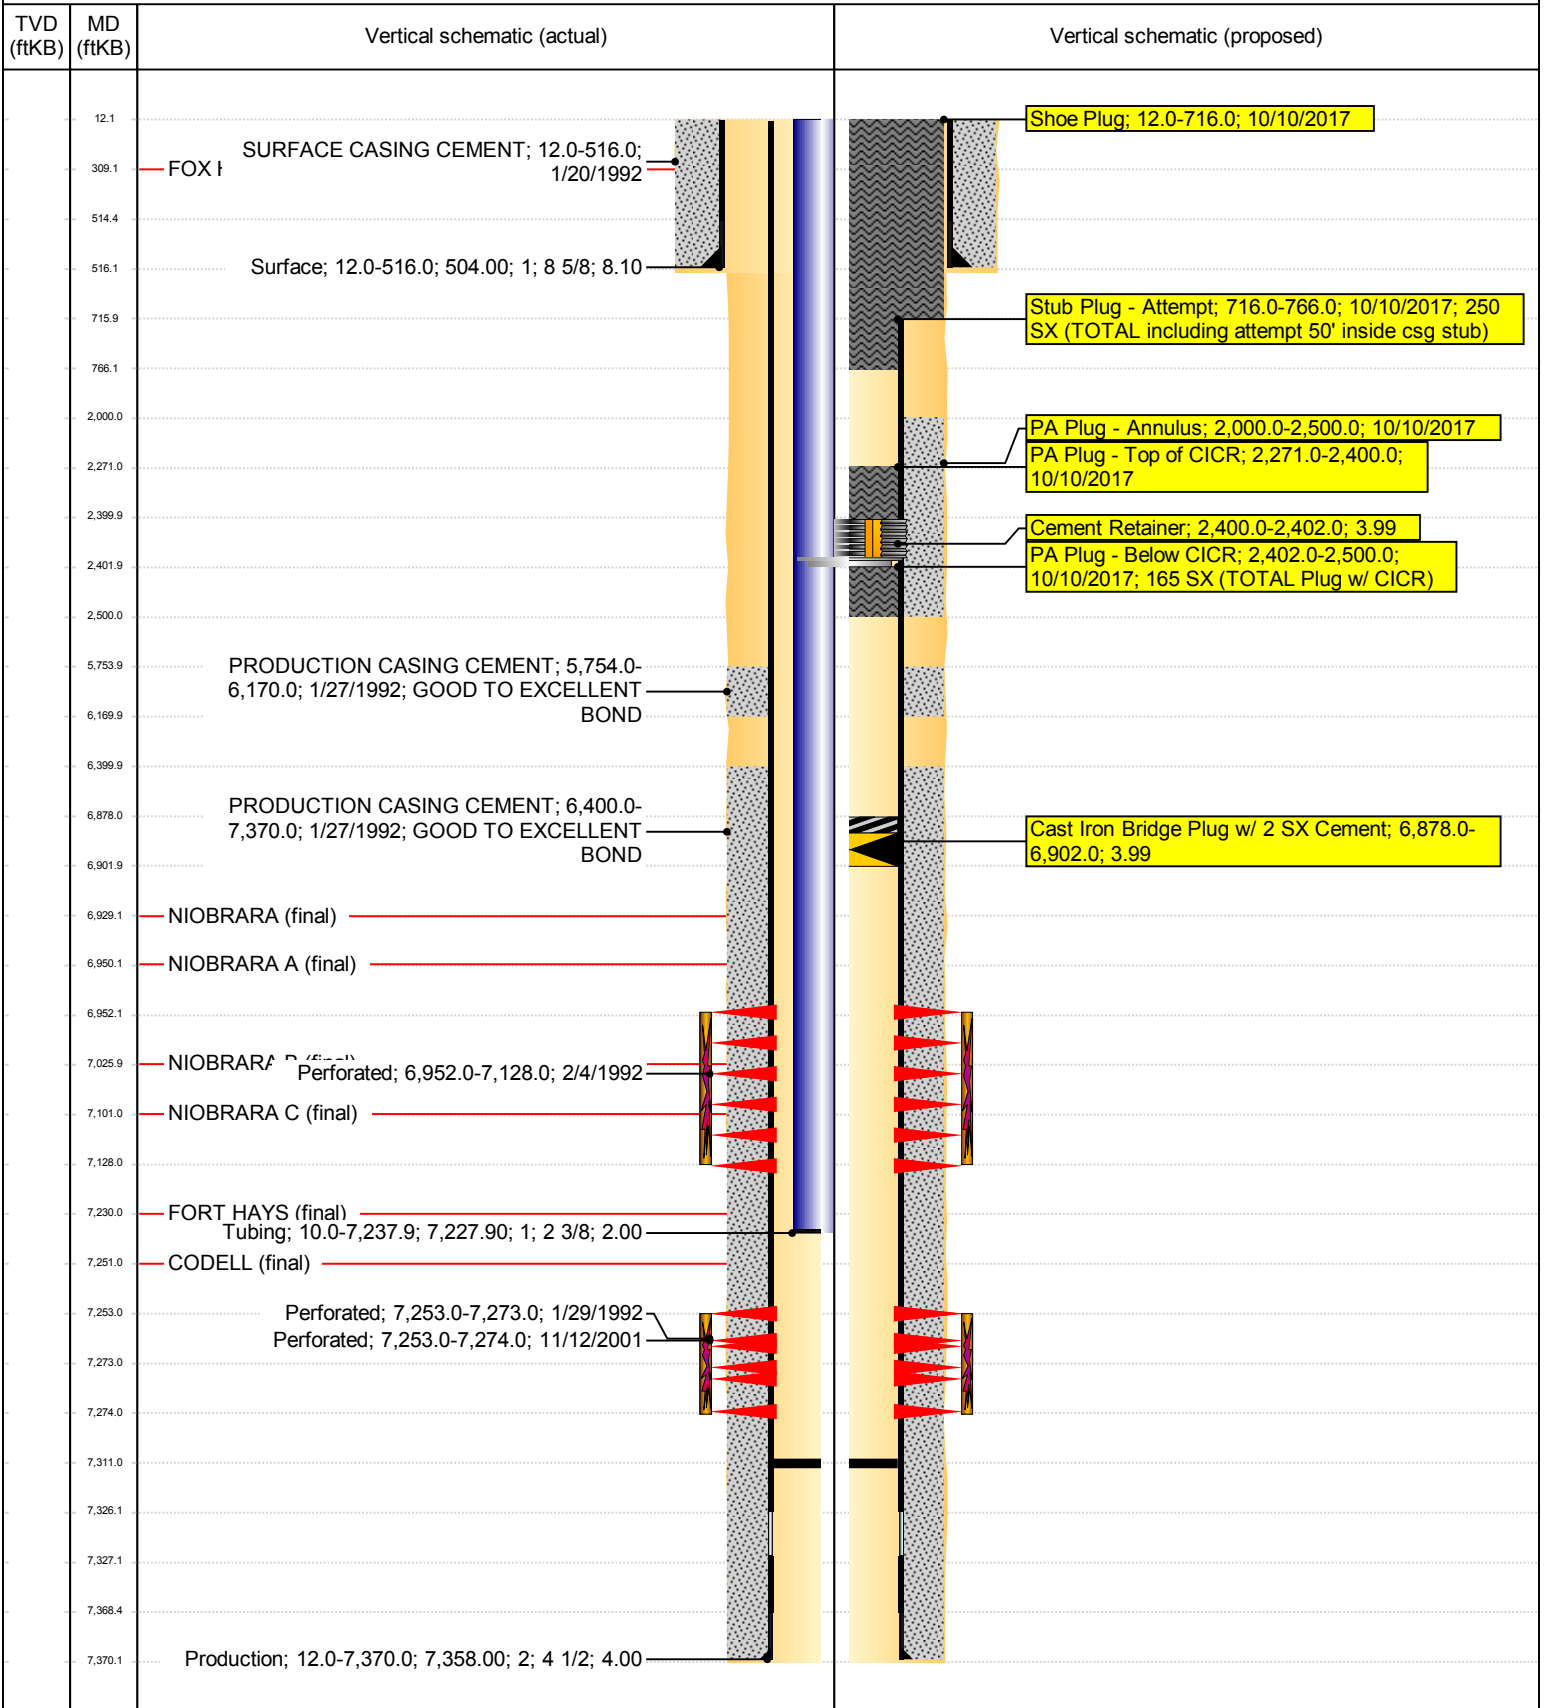 TVD (ftKB)
MD (ftKB)
Vertical schematic (actual)
Vertical schematic (proposed)
12.1
Shoe Plug; 12.0-716.0; 10/10/2017
SURFACE CASING CEMENT; 12.0-516.0;
1/20/1992
309.1
FOX
514.4
516.1
Surface; 12.0-516.0; 504.00; 1; 8 5/8; 8.10
Stub Plug - Attempt; 716.0-766.0; 10/10/2017; 250
SX (TOTAL including attempt 50' inside csg stub)
715.9
766.1
2,000.0
PA Plug - Annulus; 2,000.0-2,500.0; 10/10/2017
PA Plug - Top of CICR; 2,271.0-2,400.0;
10/10/2017
2,271.0
2,399.9
Cement Retainer; 2,400.0-2,402.0; 3.99
PA Plug - Below CICR; 2,402.0-2,500.0;
10/10/2017; 165 SX (TOTAL Plug w/ CICR)
2,401.9
2,500.0
5,753.9
PRODUCTION CASING CEMENT; 5,754.0-
6,170.0; 1/27/1992; GOOD TO EXCELLENT
BOND
6,169.9
6,399.9
PRODUCTION CASING CEMENT; 6,400.0-
7,370.0; 1/27/1992; GOOD TO EXCELLENT
BOND
6,878.0
Cast Iron Bridge Plug w/ 2 SX Cement; 6,878.0-
6,902.0; 3.99
6,901.9
6,929.1
NIOBRARA (final)
6,950.1
NIOBRARA A (final)
6,952.1
7,025.9
NIOBRARA B (final)
Perforated; 6,952.0-7,128.0; 2/4/1992
7,101.0
NIOBRARA C (final)
7,128.0
7,230.0
FORT HAYS (final)
Tubing; 10.0-7,237.9; 7,227.90; 1; 2 3/8; 2.00
7,251.0
CODELL (final)
7,253.0
Perforated; 7,253.0-7,273.0; 1/29/1992
Perforated; 7,253.0-7,274.0; 11/12/2001
7,273.0
7,274.0
7,311.0
7,326.1
7,327.1
7,368.4
7,370.1
Production; 12.0-7,370.0; 7,358.00; 2; 4 1/2; 4.00